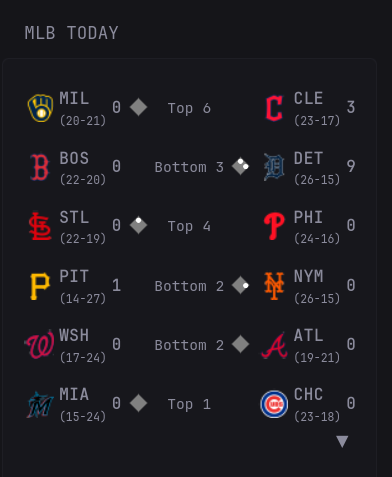 MLB TODAY
MIL 0 Top 6 CLE 3
(20-21) (23-17)
BOS 0 Bottom 3 DET 9
(22-20) (26-15)
STL 0 Top 4 PHI 0
(22-19) (24-16)
PIT 1 Bottom 2 NYM 0
(14-27) (26-15)
WSH 0 Bottom 2 ATL 0
(17-24) (19-21)
MIA 0 Top 1 CHC 0
(15-24) (23-18)